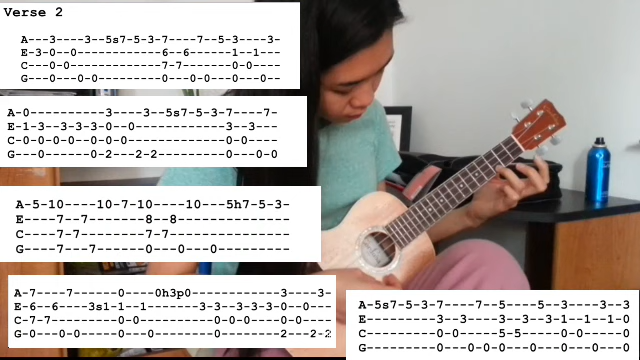 Verse 2
A---3----3--5s7-5-3-7----7--5-3----3-
E-3-0--0------------6--6------1--1---
C---0-0-------------7-7-------0-0----
G---0---0-0---------0---0-0---0---0--
A-0-----------3----3--5s7-5-3-7----7-
E-1-3--3-3-3-0--0-------------3--3---
C-0-0-0-0--0-0-0--------------0-0----
G---0------0-2---2-2----------0---0-0
A-5-10----10-7-10----10---5h7-5-3-
E----7--7--------8--8---------------
C----7-7---------7-7----------------
G----7---7-------0---0---0----------
A-7----7------0----0h3p0------------3----3-
E-6--6----3s1-1--1-------3--3-3-3-3-0--0---
C-7-7---------0-0----------0-0-0----0-0----
G-0---0-0-----0---0--------0--------2---2-2
A-5s7-5-3-7----7--5----5--3----3---3
E---------3--3----3--3-3--3-1--1--1-0
C---------0-0-----5-5----0-0-----0---
G---------0---0-0-0---0---0---0---0